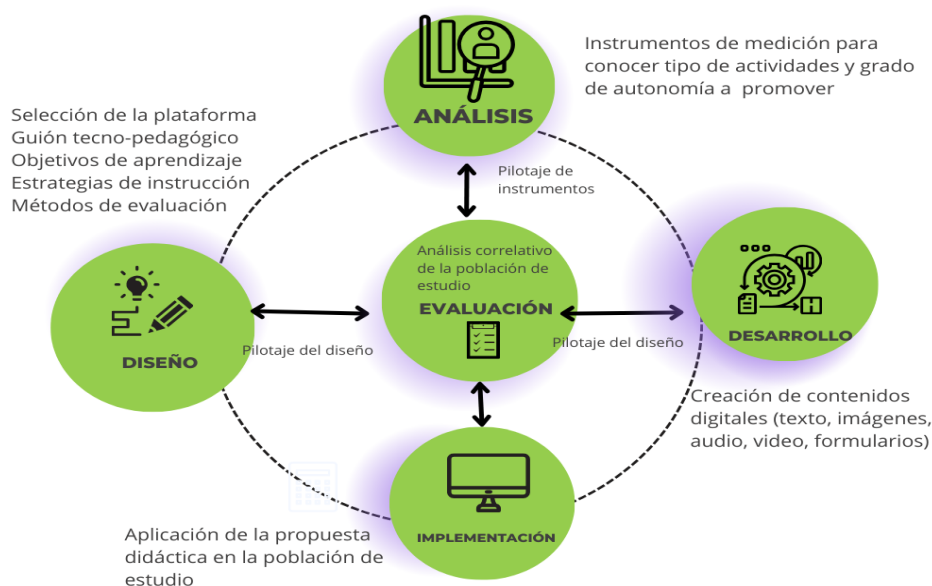 Instrumentos de medición para
conocer tipo de actividades y grado
de autonomía a promover
ANÁLISIS
Selección de la plataforma
Guión tecno-pedagógico
Objetivos de aprendizaje
Estrategias de instrucción
Métodos de evaluación
Pilotaje de
instrumentos
Análisis correlativo
de la población de
estudio
EVALUACIÓN
DISEÑO
Pilotaje del diseño
Pilotaje del diseño
DESARROLLO
Creación de contenidos
digitales (texto, imágenes,
audio, video, formularios)
IMPLEMENTACIÓN
Aplicación de la propuesta
didáctica en la población de
estudio